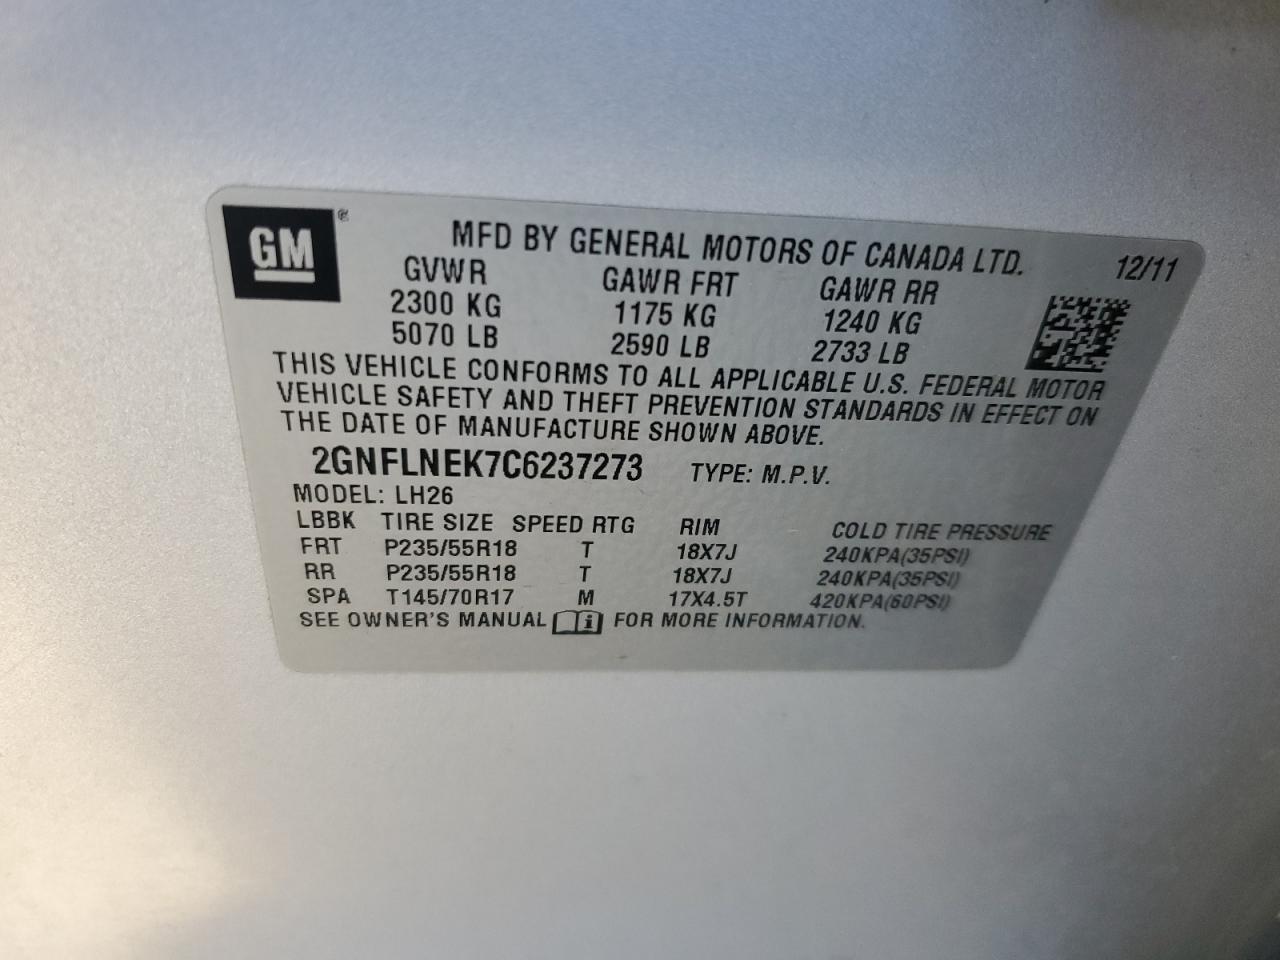 GM ®
MFD BY GENERAL MOTORS OF CANADA LTD. 12/11
GVWR GAWR FRT GAWR RR
2300 KG 1175 KG 1240 KG
5070 LB 2590 LB 2733 LB
THIS VEHICLE CONFORMS TO ALL APPLICABLE U.S. FEDERAL MOTOR
VEHICLE SAFETY AND THEFT PREVENTION STANDARDS IN EFFECT ON
THE DATE OF MANUFACTURE SHOWN ABOVE.
2GNFLNEK7C6237273 TYPE: M.P.V.
MODEL: LH26
LBBK TIRE SIZE SPEED RTG RIM COLD TIRE PRESSURE
FRT P235/55R18 T 18X7J 240KPA(35PSI)
RR P235/55R18 T 18X7J 240KPA(35PSI)
SPA T145/70R17 M 17X4.5T 420KPA(60PSI)
SEE OWNER'S MANUAL i FOR MORE INFORMATION.